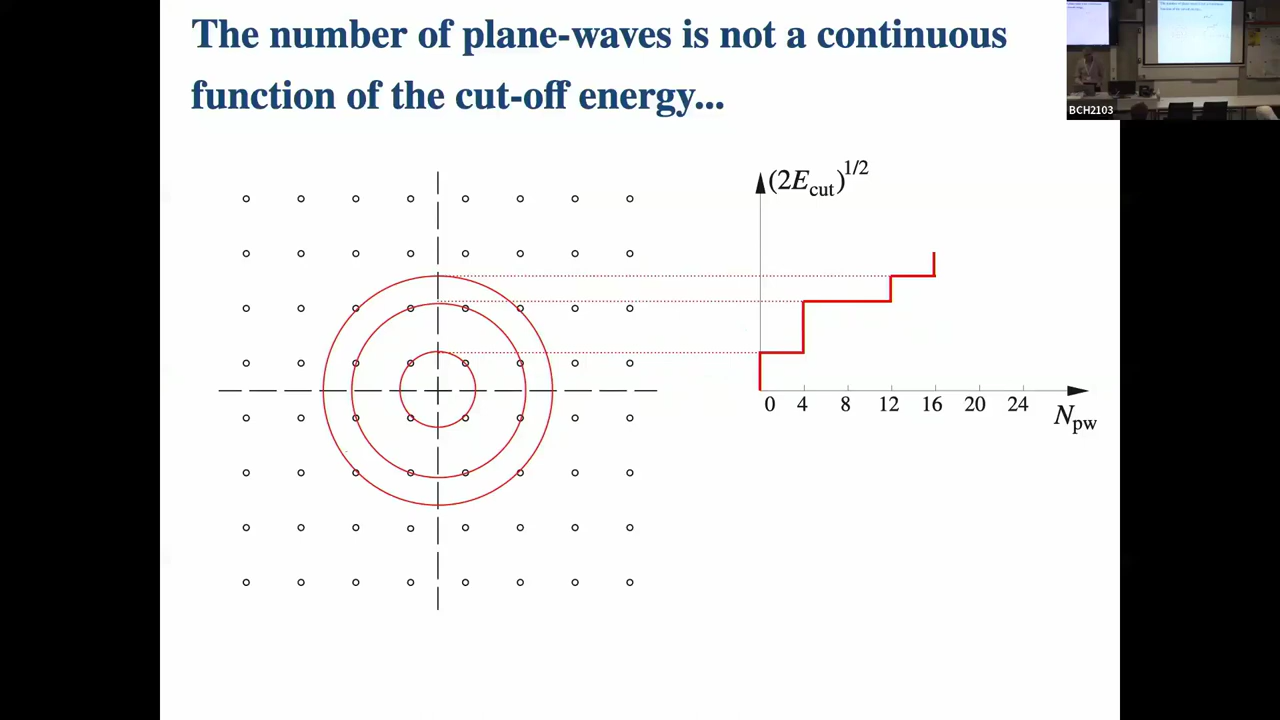 The number of plane-waves is not a continuous
function of the cut-off energy...
BCH2103
(2E_cut)^1/2
0 4 8 12 16 20 24
N_pw